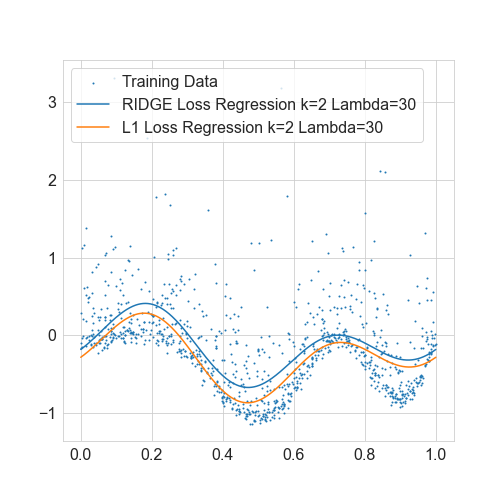 Training Data
RIDGE Loss Regression k=2 Lambda=30
L1 Loss Regression k=2 Lambda=30
3
2
1
0
−1
0.0 0.2 0.4 0.6 0.8 1.0